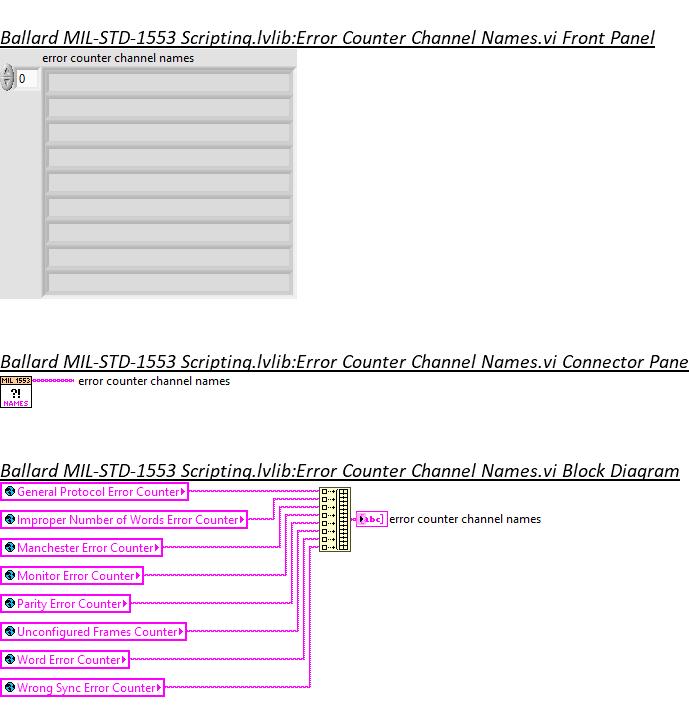 Ballard MIL-STD-1553 Scripting.lvlib:Error Counter Channel Names.vi Front Panel
error counter channel names
0
Ballard MIL-STD-1553 Scripting.lvlib:Error Counter Channel Names.vi Connector Pane
MIL 1553
error counter channel names
?!
NAMES
Ballard MIL-STD-1553 Scripting.lvlib:Error Counter Channel Names.vi Block Diagram
General Protocol Error Counter
Improper Number of Words Error Counter
abc
error counter channel names
Manchester Error Counter
Monitor Error Counter
Parity Error Counter
Unconfigured Frames Counter
Word Error Counter
Wrong Sync Error Counter